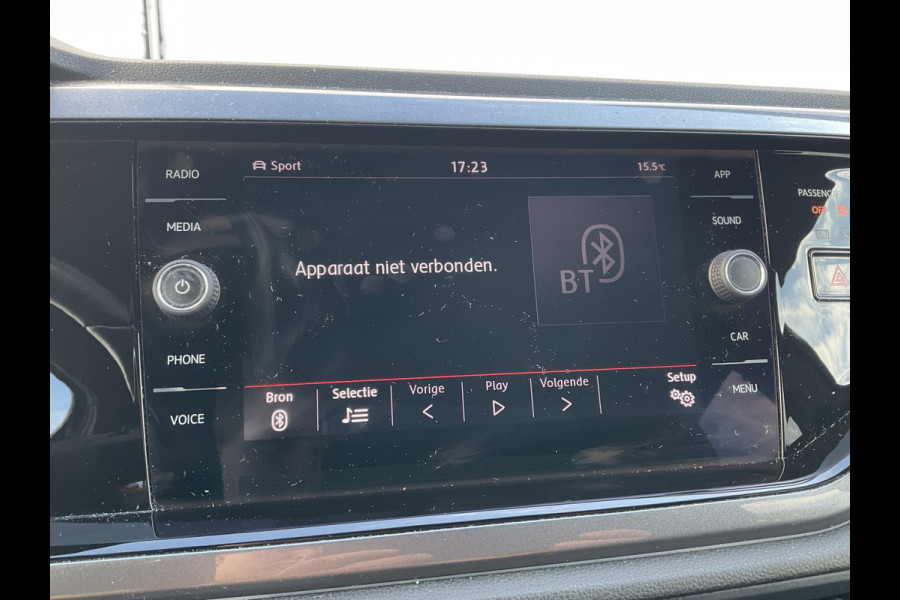 RADIO
MEDIA
PHONE
VOICE
Sport
17:23
15.5°C
Apparaat niet verbonden.
BT
Bron
Selectie
Vorige
Play
Volgende
Setup
APP
SOUND
CAR
MENU